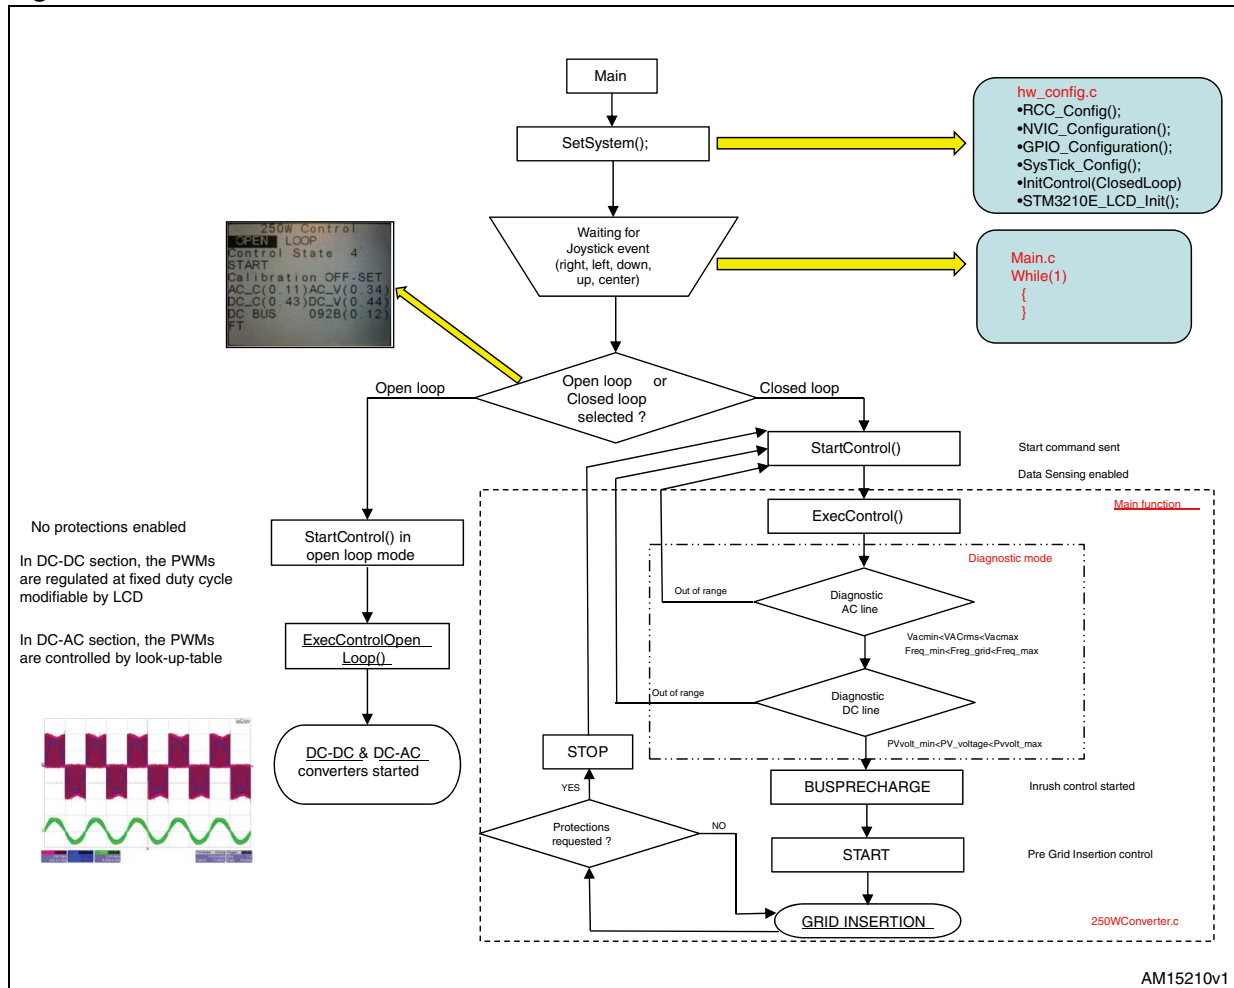 Main
SetSystem();
hw_config.c
•RCC_Config();
•NVIC_Configuration();
•GPIO_Configuration();
•SysTick_Config();
•InitControl(ClosedLoop)
•STM3210E_LCD_Init();
Waiting for
Joystick event
(right, left, down,
up, center)
Main.c
While(1)
{
}
250W Control
OPEN LOOP
Control State 4
START
Calibration OFF-SET
AC_C(0.11)AC_V(0.34)
DC_C(0.43)DC_V(0.44)
DC BUS 092B(0.12)
FT
Open loop or
Closed loop
selected ?
Open loop
Closed loop
StartControl()
Start command sent
Data Sensing enabled
Main function
ExecControl()
No protections enabled
In DC-DC section, the PWMs
are regulated at fixed duty cycle
modifiable by LCD
In DC-AC section, the PWMs
are controlled by look-up-table
StartControl() in
open loop mode
ExecControlOpen
Loop()
DC-DC & DC-AC
converters started
Diagnostic mode
Out of range
Diagnostic
AC line
Vacmin<VACrms<Vacmax
Freq_min<Freg_grid<Freq_max
Out of range
Diagnostic
DC line
PVvolt_min<PV_voltage<Pvvolt_max
STOP
YES
BUSPRECHARGE
Inrush control started
Protections
requested ?
NO
START
Pre Grid Insertion control
GRID INSERTION
250WConverter.c
AM15210v1